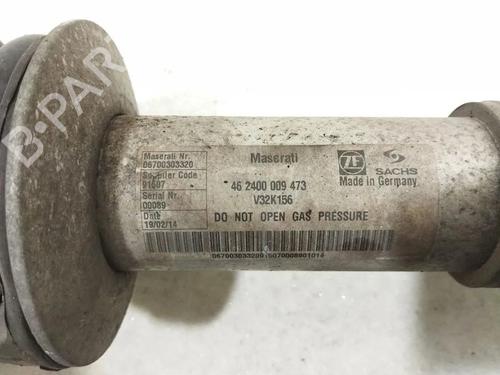 B-PARTS
Maserati Nr.
06700303320
Supplier Code
91607
Serial Nr.
00089
Date
19/02/14
Maserati
46 2400 009 473
V32K156
DO NOT OPEN GAS PRESSURE
ZF
SACHS
Made in Germany